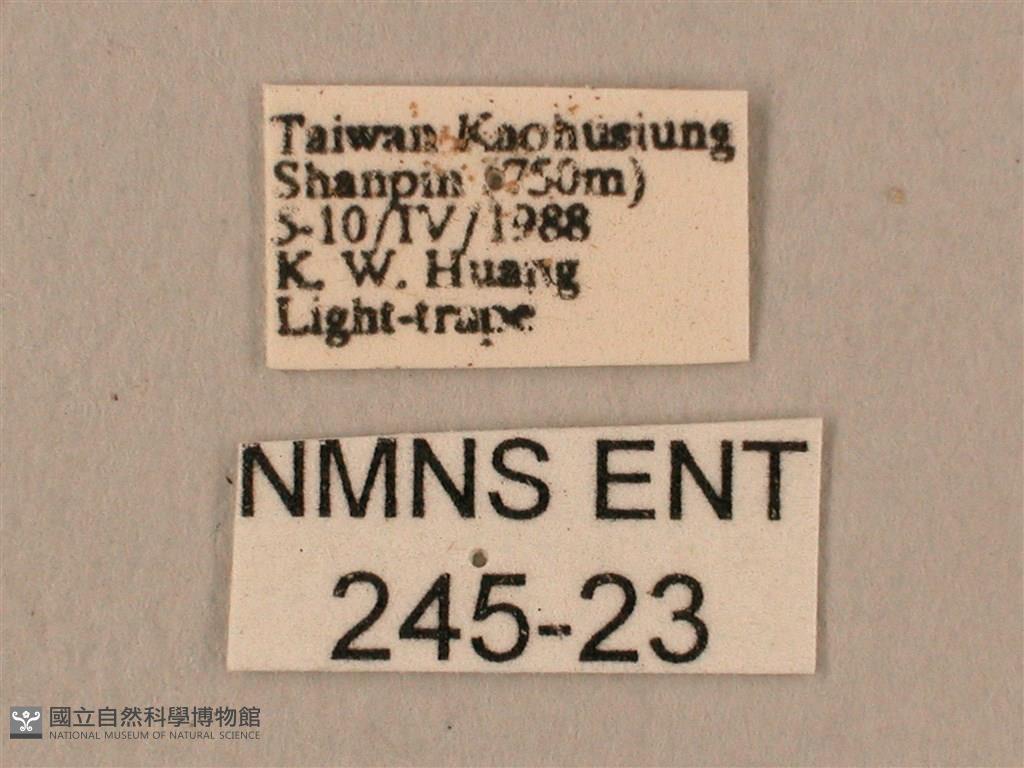 Taiwan Kaohusiung
Shanpin (750m)
5-10/IV/1988
K. W. Huang
Light-trape
NMNS ENT
245-23
國立自然科學博物館
NATIONAL MUSEUM OF NATURAL SCIENCE